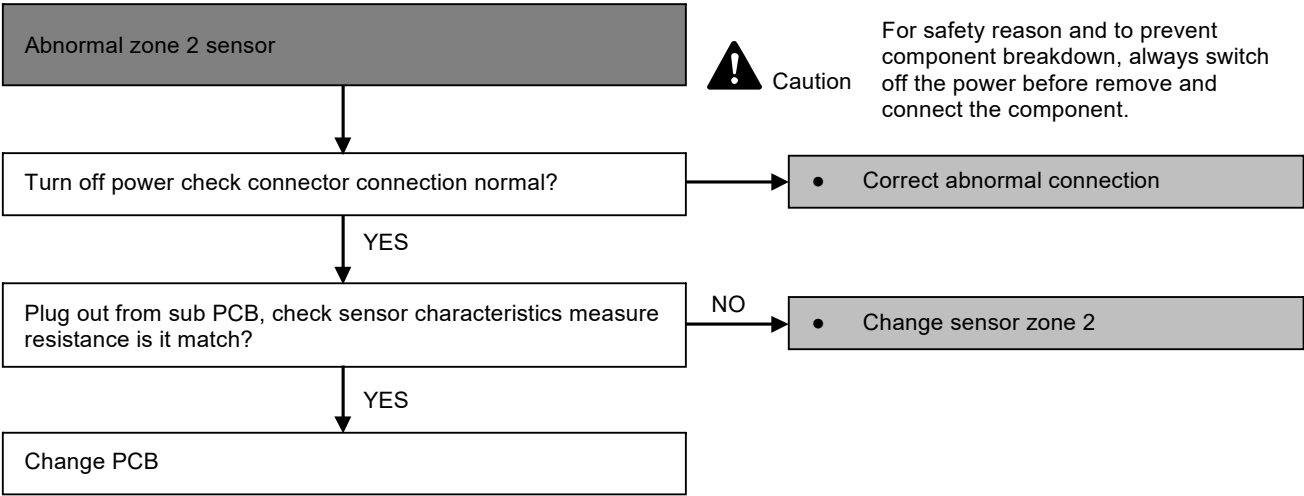 Abnormal zone 2 sensor
Caution
For safety reason and to prevent
component breakdown, always switch
off the power before remove and
connect the component.
Turn off power check connector connection normal?
• Correct abnormal connection
YES
Plug out from sub PCB, check sensor characteristics measure
resistance is it match?
NO
• Change sensor zone 2
YES
Change PCB